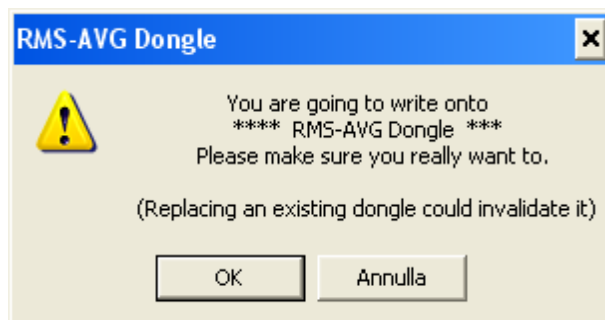 RMS-AVG Dongle
You are going to write onto
**** RMS-AVG Dongle ***
Please make sure you really want to.
(Replacing an existing dongle could invalidate it)
OK
Annulla